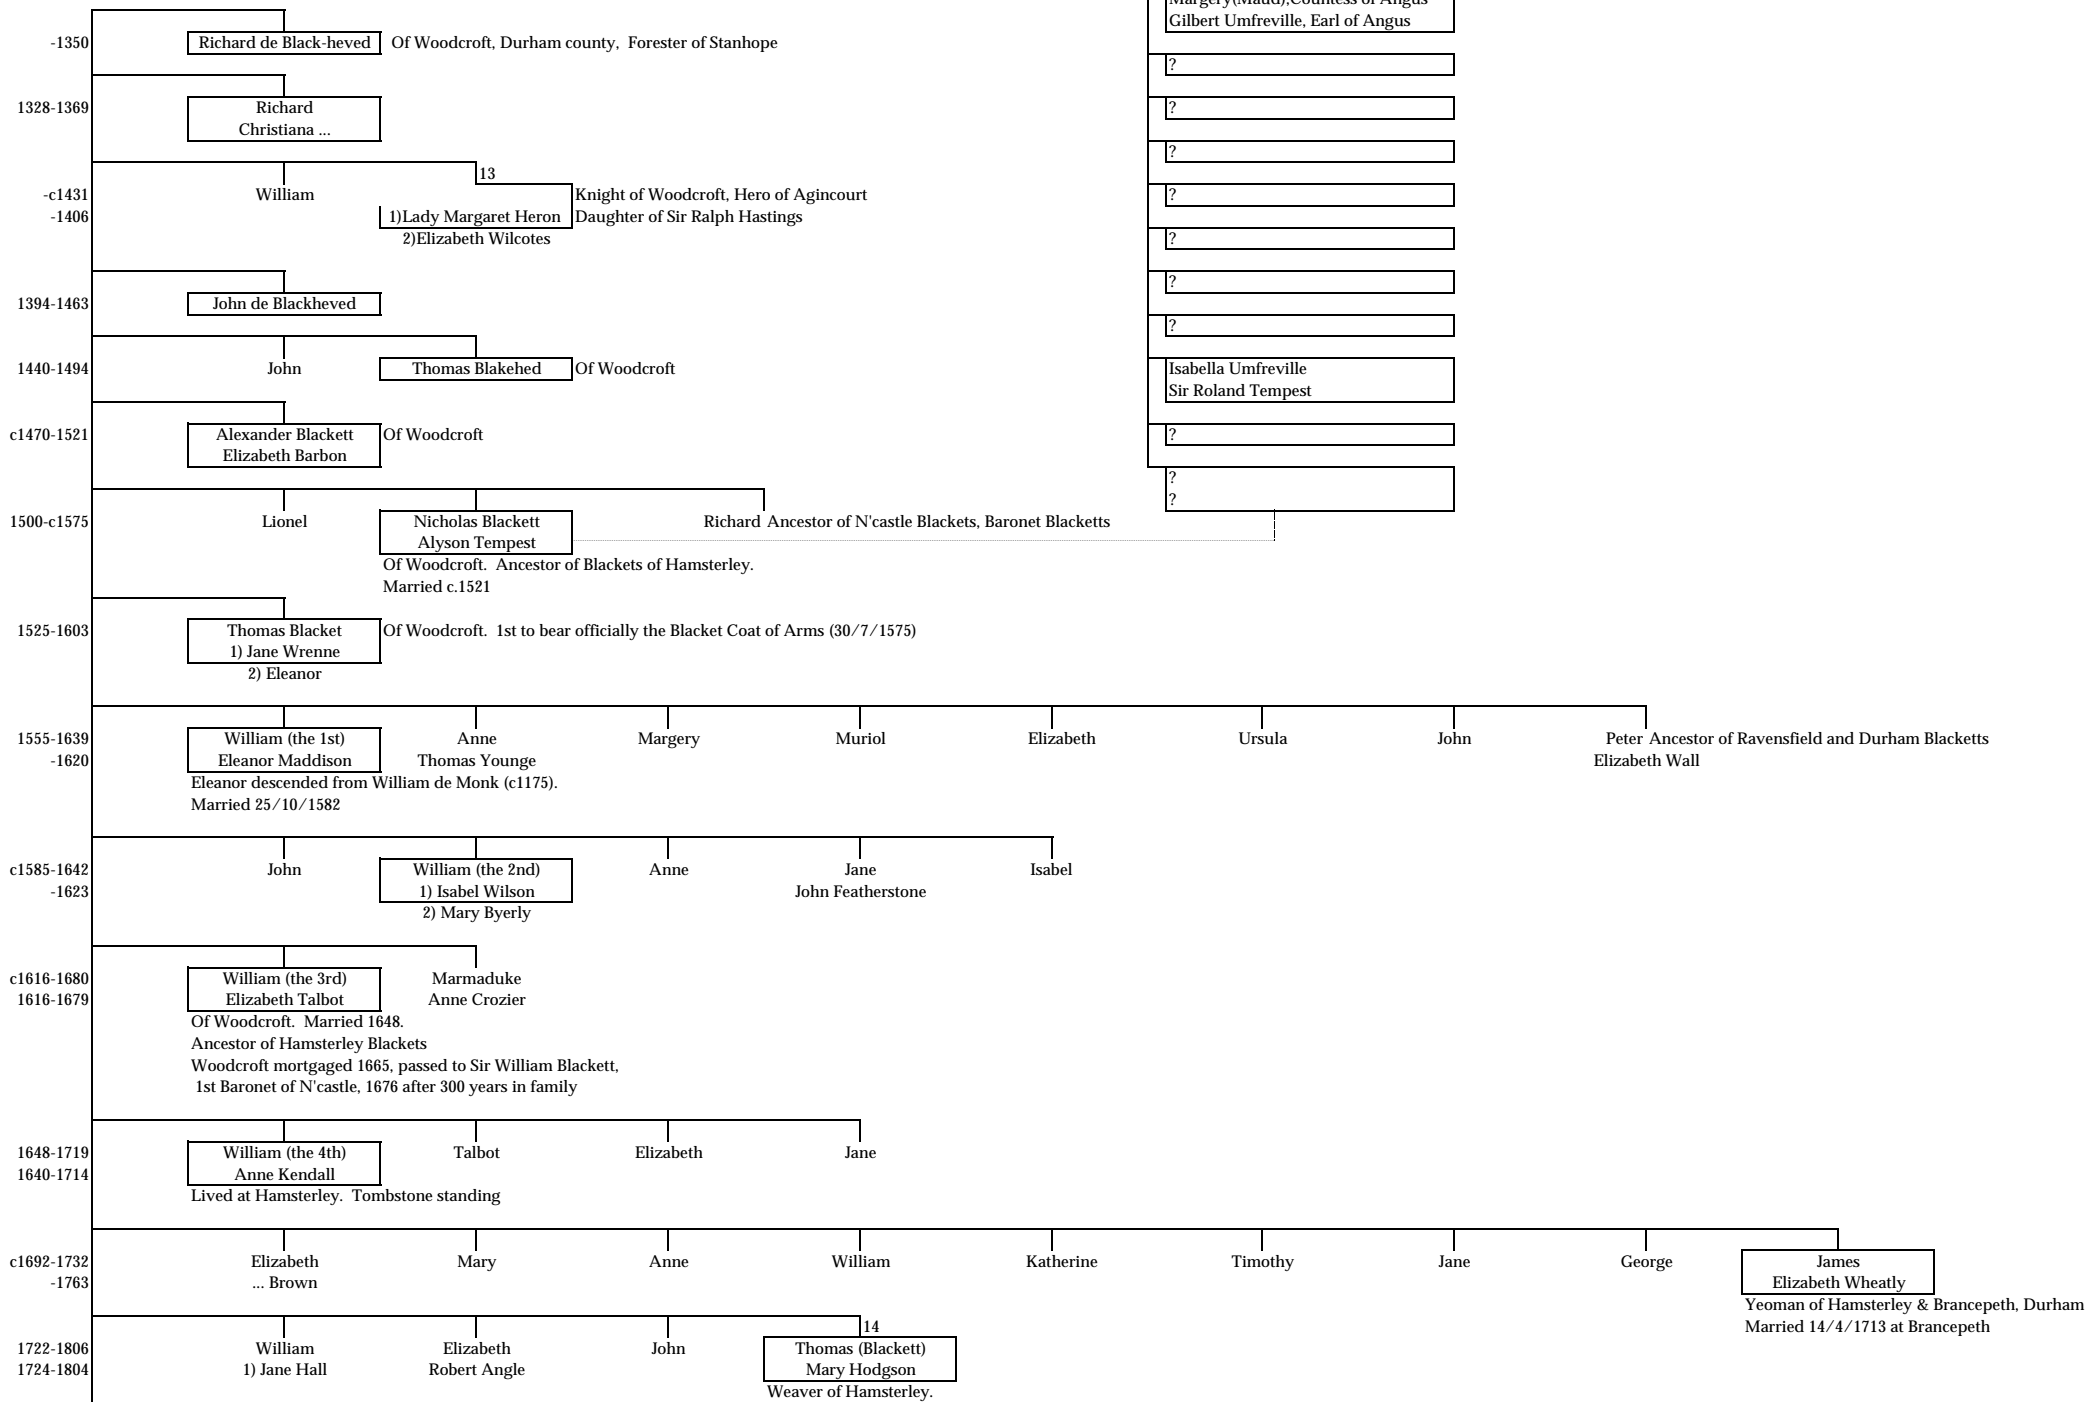 Margery(Maud),Countess of Angus
Gilbert Umfreville, Earl of Angus
-1350 Richard de Black-heved Of Woodcroft, Durham county, Forester of Stanhope
?
1328-1369 Richard ?
Christiana ...
?
13
-c1431 William Knight of Woodcroft, Hero of Agincourt ?
-1406 1)Lady Margaret Heron Daughter of Sir Ralph Hastings
2)Elizabeth Wilcotes ?
?
1394-1463 John de Blackheved
?
1440-1494 John Thomas Blakehed Of Woodcroft Isabella Umfreville
Sir Roland Tempest
c1470-1521 Alexander Blackett Of Woodcroft ?
Elizabeth Barbon
?
?
1500-c1575 Lionel Nicholas Blackett Richard Ancestor of N'castle Blackets, Baronet Blacketts
Alyson Tempest
Of Woodcroft. Ancestor of Blackets of Hamsterley.
Married c.1521
1525-1603 Thomas Blacket Of Woodcroft. 1st to bear officially the Blacket Coat of Arms (30/7/1575)
1) Jane Wrenne
2) Eleanor
1555-1639 William (the 1st) Anne Margery Muriol Elizabeth Ursula John Peter Ancestor of Ravensfield and Durham Blacketts
-1620 Eleanor Maddison Thomas Younge Elizabeth Wall
Eleanor descended from William de Monk (c1175).
Married 25/10/1582
c1585-1642 John William (the 2nd) Anne Jane Isabel
-1623 1) Isabel Wilson John Featherstone
2) Mary Byerly
c1616-1680 William (the 3rd) Marmaduke
1616-1679 Elizabeth Talbot Anne Crozier
Of Woodcroft. Married 1648.
Ancestor of Hamsterley Blackets
Woodcroft mortgaged 1665, passed to Sir William Blackett,
1st Baronet of N'castle, 1676 after 300 years in family
1648-1719 William (the 4th) Talbot Elizabeth Jane
1640-1714 Anne Kendall
Lived at Hamsterley. Tombstone standing
c1692-1732 Elizabeth Mary Anne William Katherine Timothy Jane George James
-1763 ... Brown Elizabeth Wheatly
Yeoman of Hamsterley & Brancepeth, Durham
14 Married 14/4/1713 at Brancepeth
1722-1806 William Elizabeth John Thomas (Blackett)
1724-1804 1) Jane Hall Robert Angle Mary Hodgson
Weaver of Hamsterley.